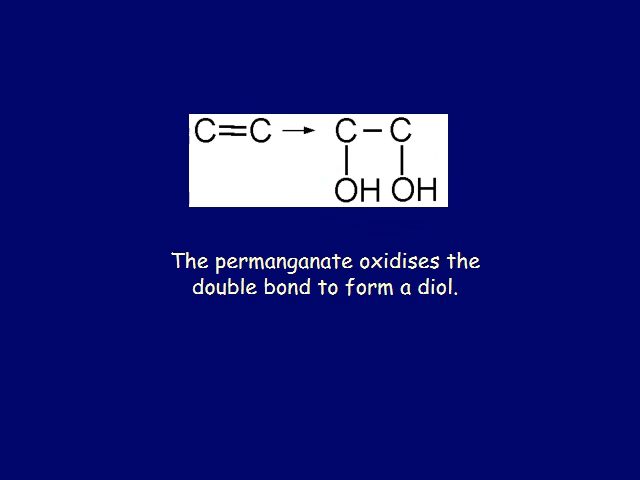 C=C → C–C
OH OH
The permanganate oxidises the
double bond to form a diol.